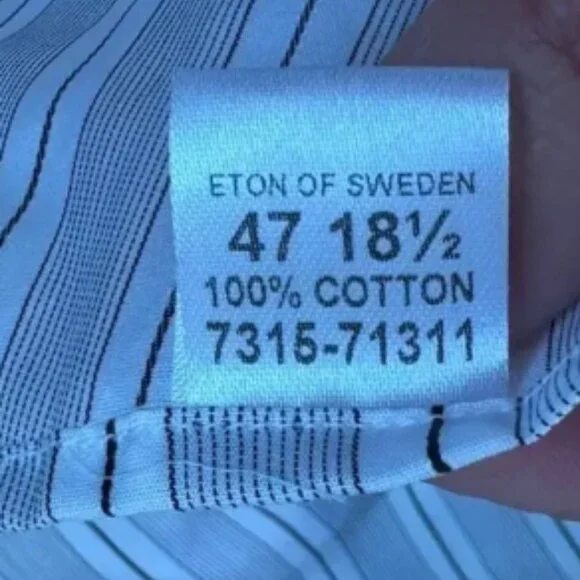 ETON OF SWEDEN
47 18½
100% COTTON
7315-71311